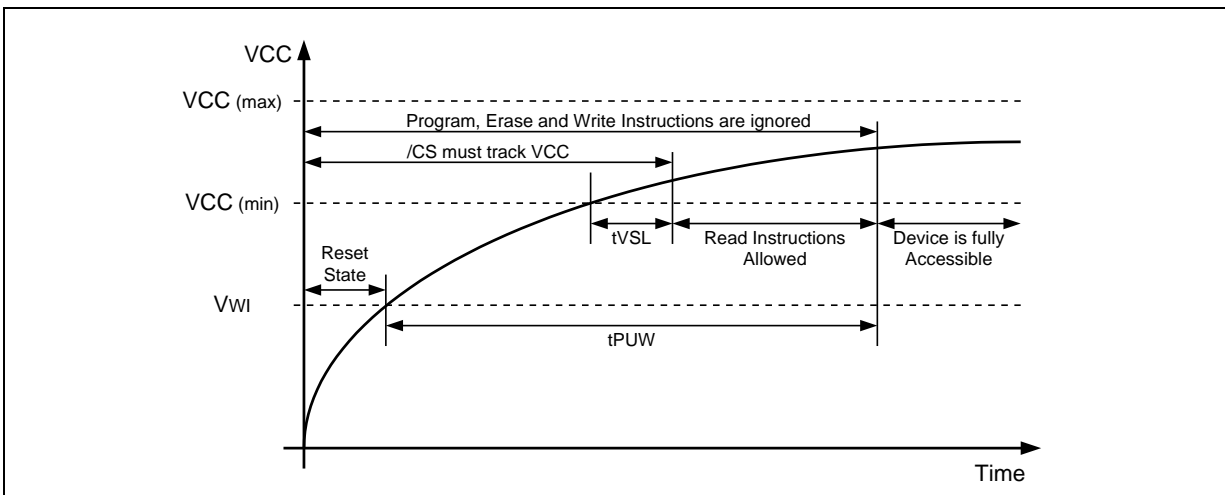 VCC
VCC (max)
Program, Erase and Write Instructions are ignored
/CS must track VCC
VCC (min)
tVSL
Read Instructions
Allowed
Device is fully
Accessible
Reset
State
VWI
tPUW
Time